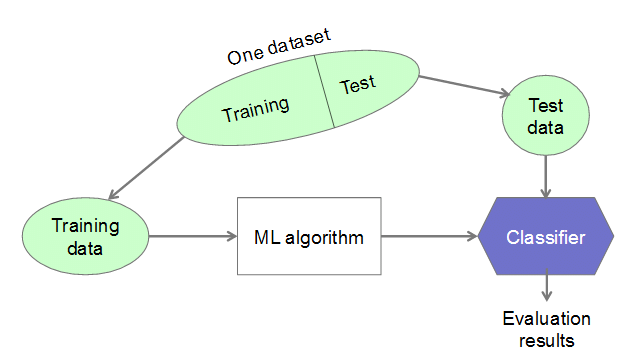 One dataset
Training
Test
Test
data
Training
data
ML algorithm
Classifier
Evaluation
results